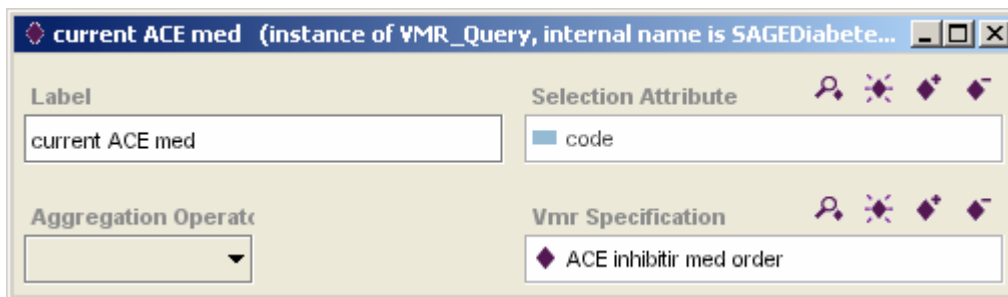 current ACE med (instance of VMR_Query, internal name is SAGEDiabete...
Label
Selection Attribute
current ACE med
code
Aggregation Operato
Vmr Specification
ACE inhibitir med order